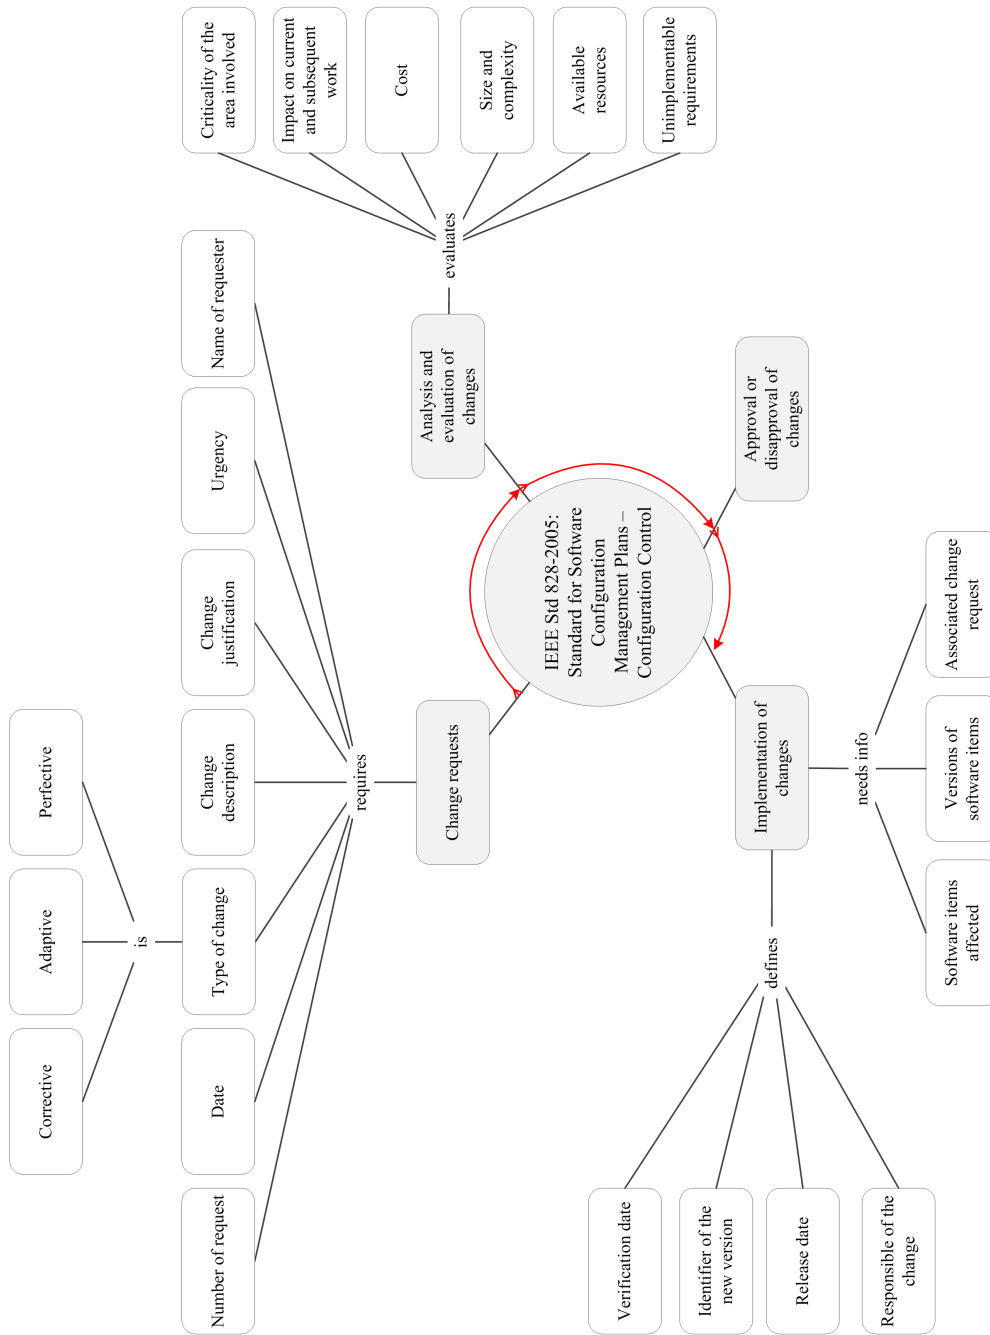 Corrective
Adaptive
Perfective
is
Number of request
Date
Type of change
Change
description
Change
justification
Urgency
Name of requester
requires
Change requests
Criticality of the
area involved
Impact on current
and subsequent
work
Cost
Size and
complexity
Available
resources
Unimplementable
requirements
evaluates
Analysis and
evaluation of
changes
IEEE Std 828-2005:
Standard for Software
Configuration
Management Plans –
Configuration Control
Approval or
disapproval of
changes
Implementation of
changes
defines
Verification date
Identifier of the
new version
Release date
Responsible of the
change
needs info
Software items
affected
Versions of
software items
Associated change
request